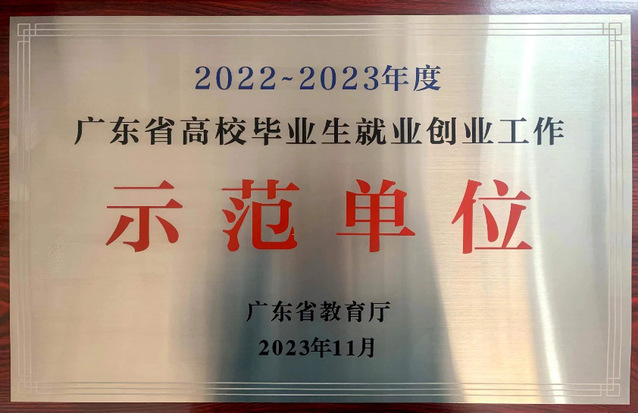 2022~2023年度
广东省高校毕业生就业创业工作
示范单位
广东省教育厅
2023年11月